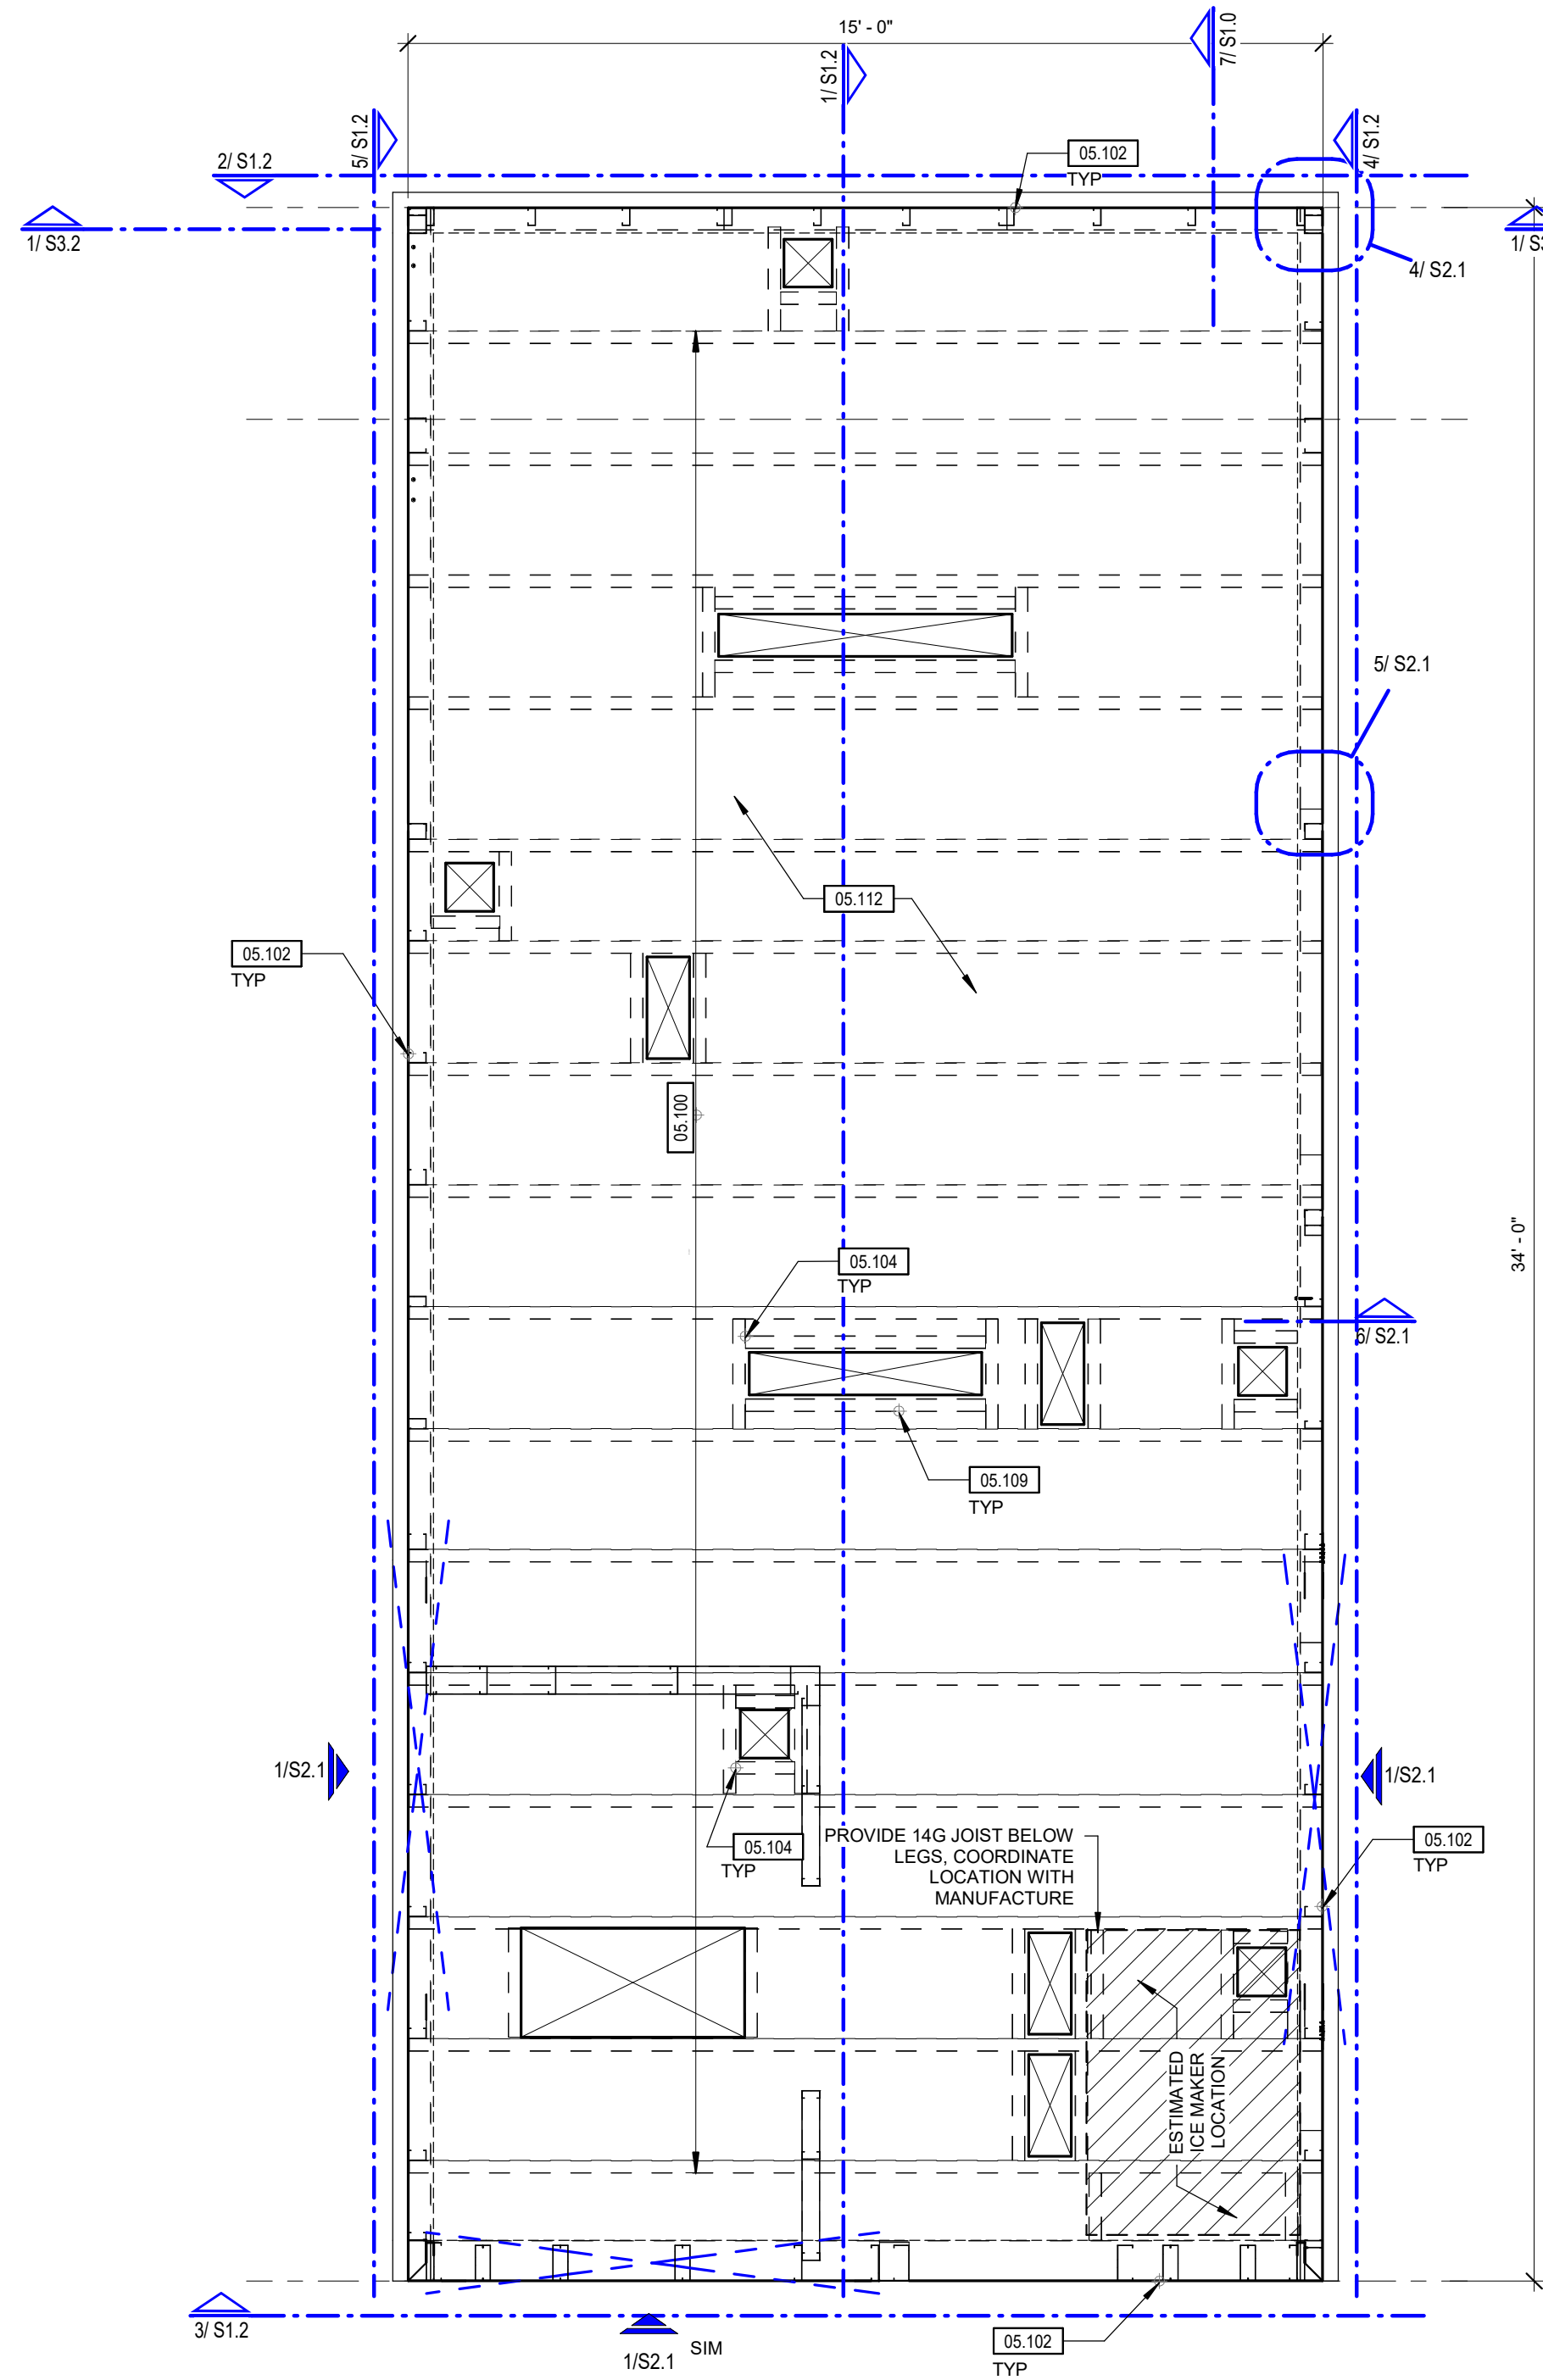 15' - 0"
7/ S1.0
1/ S1.2
5/ S1.2
4/ S1.2
2/ S1.2
05.102
TYP
1/ S3.2
4/ S2.1
5/ S2.1
05.112
05.102
TYP
05.100
34' - 0"
05.104
TYP
6/ S2.1
05.109
TYP
1/S2.1
1/S2.1
05.104
TYP
PROVIDE 14G JOIST BELOW
LEGS, COORDINATE
LOCATION WITH
MANUFACTURE
05.102
TYP
ESTIMATED
ICE MAKER
LOCATION
3/ S1.2
1/S2.1
SIM
05.102
TYP